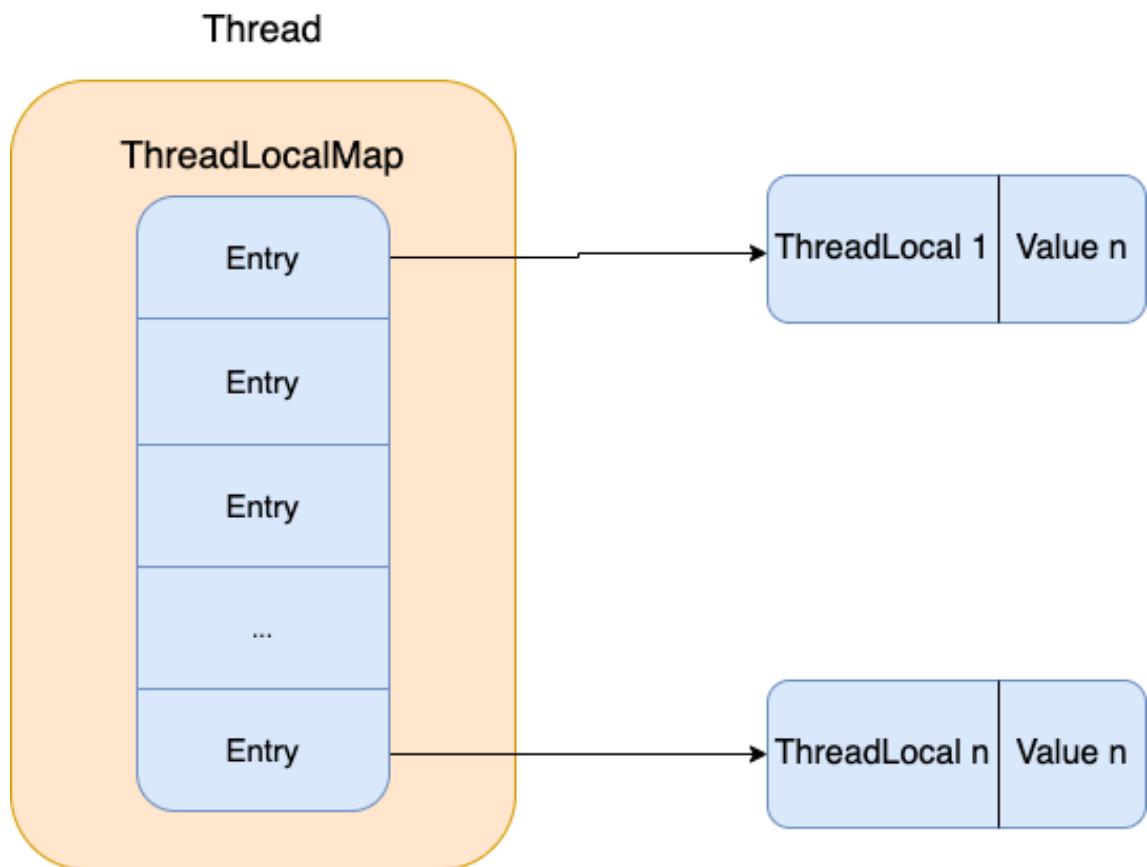 Thread
ThreadLocalMap
Entry
ThreadLocal 1 Value n
Entry
Entry
...
Entry
ThreadLocal n Value n